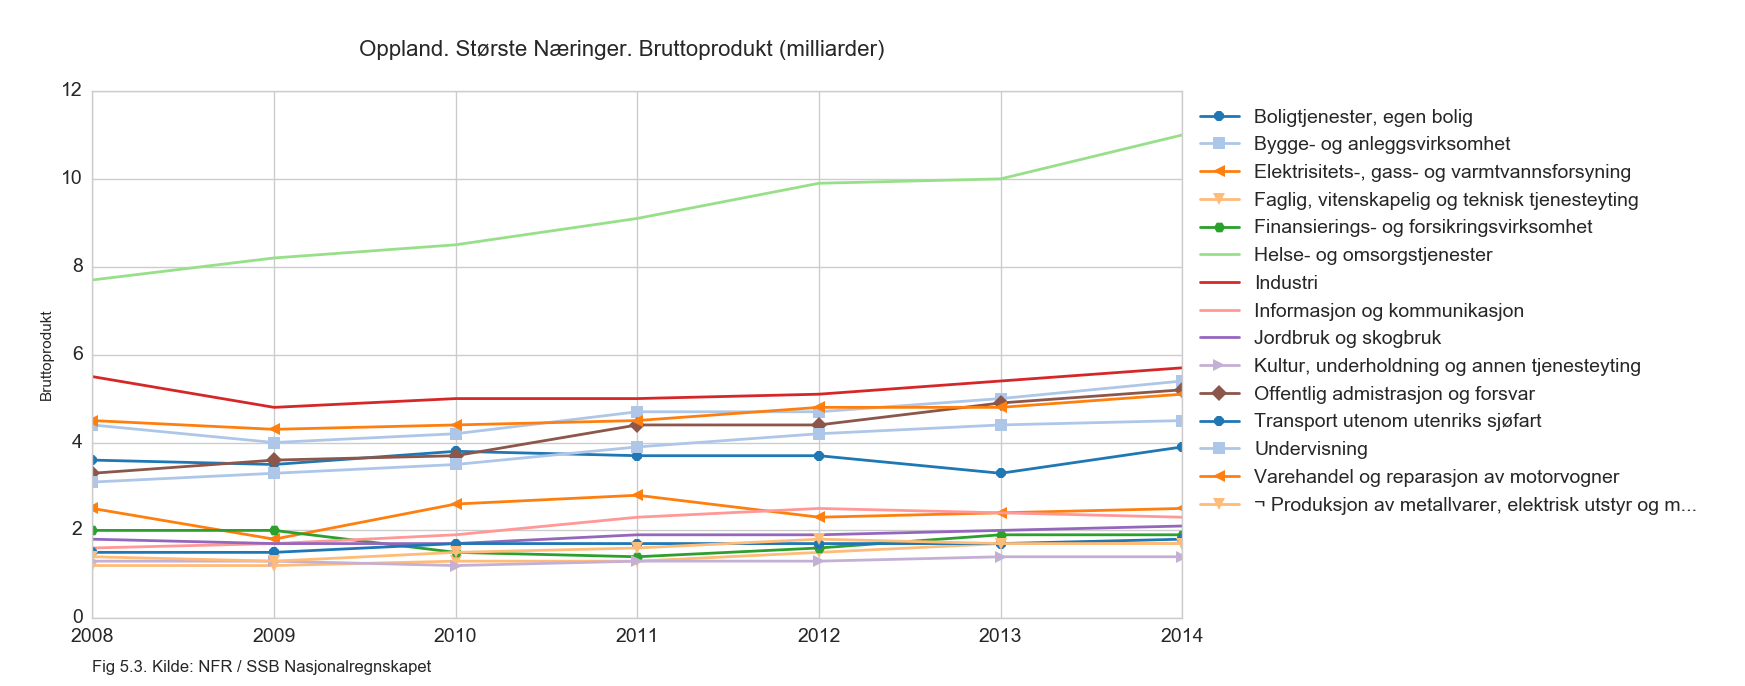 Oppland. Største Næringer. Bruttoprodukt (milliarder)
12
10
8
6
4
2
0
Bruttoprodukt
2008 2009 2010 2011 2012 2013 2014
Boligtjenester, egen bolig
Bygge- og anleggsvirksomhet
Elektrisitets-, gass- og varmtvannsforsyning
Faglig, vitenskapelig og teknisk tjenesteyting
Finansierings- og forsikringsvirksomhet
Helse- og omsorgstjenester
Industri
Informasjon og kommunikasjon
Jordbruk og skogbruk
Kultur, underholdning og annen tjenesteyting
Offentlig admistrasjon og forsvar
Transport utenom utenriks sjøfart
Undervisning
Varehandel og reparasjon av motorvogner
¬ Produksjon av metallvarer, elektrisk utstyr og m...
Fig 5.3. Kilde: NFR / SSB Nasjonalregnskapet